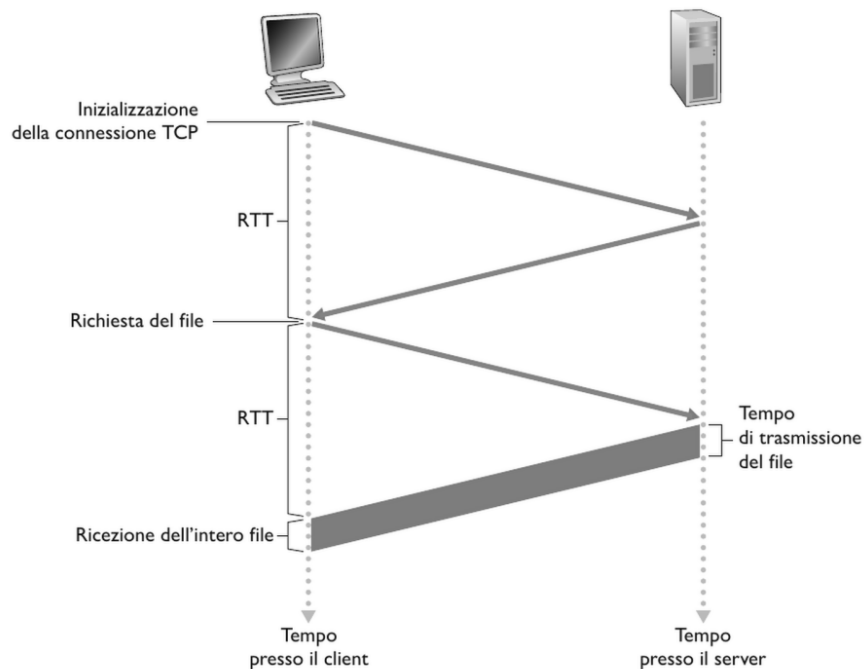 Inizializzazione
della connessione TCP
RTT
Richiesta del file
RTT
Tempo
di trasmissione
del file
Ricezione dell'intero file
Tempo
presso il client
Tempo
presso il server